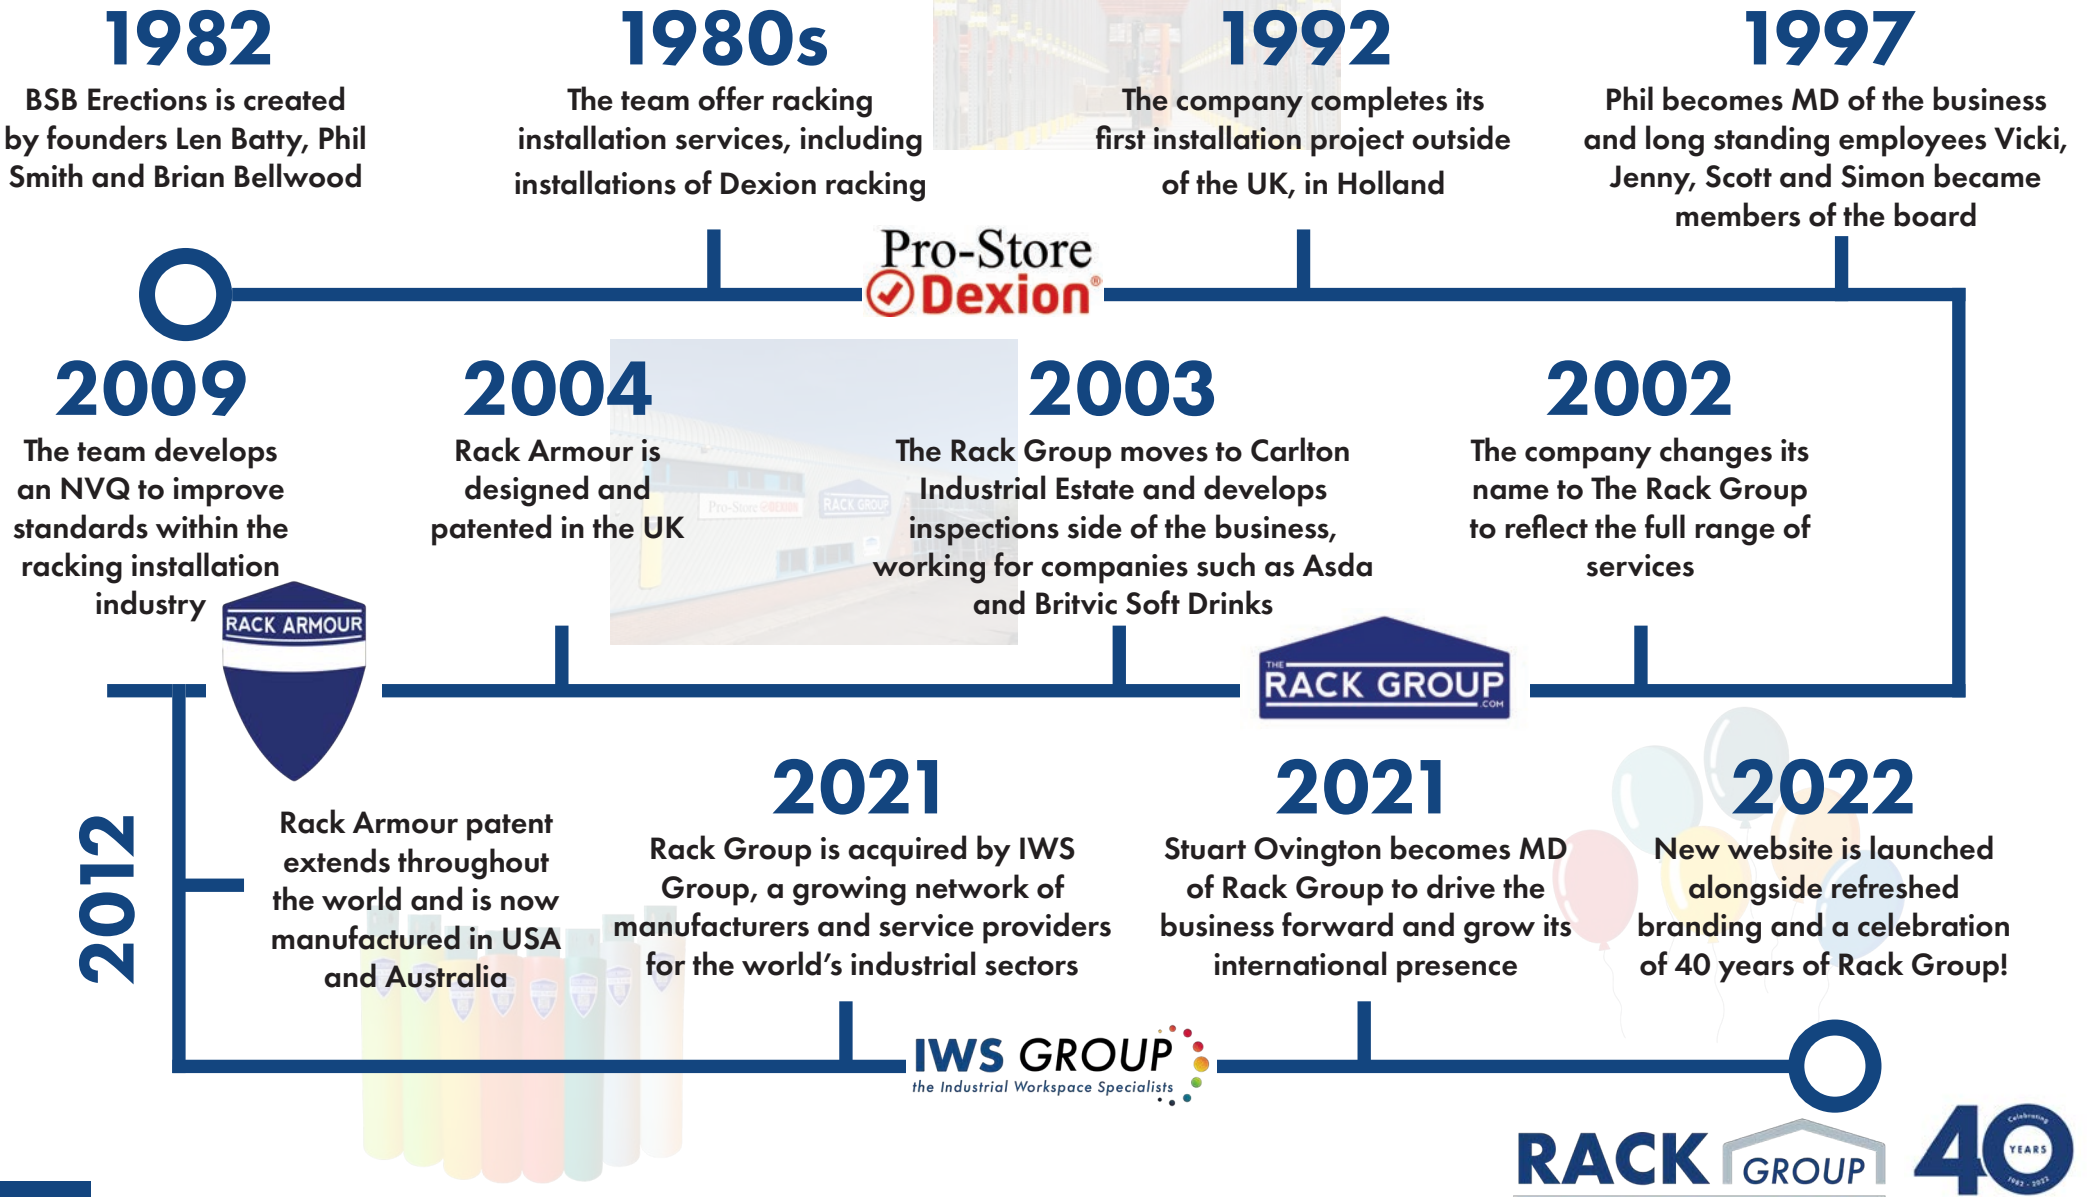 1982
BSB Erections is created
by founders Len Batty, Phil
Smith and Brian Bellwood
1980s
The team offer racking
installation services, including
installations of Dexion racking
1992
The company completes its
first installation project outside
of the UK, in Holland
1997
Phil becomes MD of the business
and long standing employees Vicki,
Jenny, Scott and Simon became
members of the board
Pro-Store
Dexion®
2009
The team develops
an NVQ to improve
standards within the
racking installation
industry
RACK ARMOUR
2004
Rack Armour is
designed and
patented in the UK
Pro-Store DEXION
RACK GROUP
2003
The Rack Group moves to Carlton
Industrial Estate and develops
inspections side of the business,
working for companies such as Asda
and Britvic Soft Drinks
THE
RACK GROUP
.COM
2002
The company changes its
name to The Rack Group
to reflect the full range of
services
2012
Rack Armour patent
extends throughout
the world and is now
manufactured in USA
and Australia
2021
Rack Group is acquired by IWS
Group, a growing network of
manufacturers and service providers
for the world's industrial sectors
IWS GROUP
the Industrial Workspace Specialists
2021
Stuart Ovington becomes MD
of Rack Group to drive the
business forward and grow its
international presence
2022
New website is launched
alongside refreshed
branding and a celebration
of 40 years of Rack Group!
RACK GROUP
40
Celebrating
YEARS
1982 - 2022